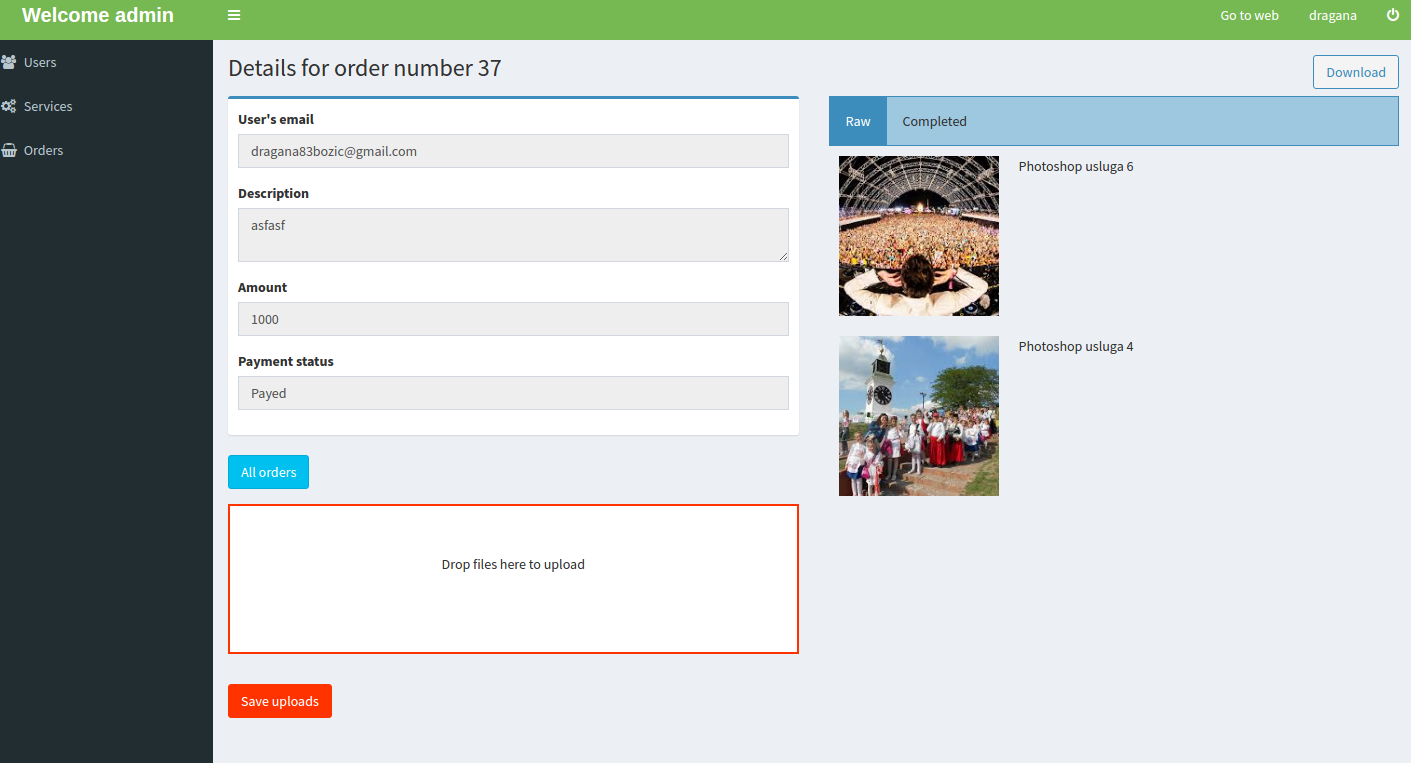 Welcome admin
Go to web
dragana
Users
Services
Orders
Details for order number 37
Download
User's email
dragana83bozic@gmail.com
Description
asfasf
Amount
1000
Payment status
Payed
All orders
Drop files here to upload
Save uploads
Raw
Completed
Photoshop usluga 6
Photoshop usluga 4